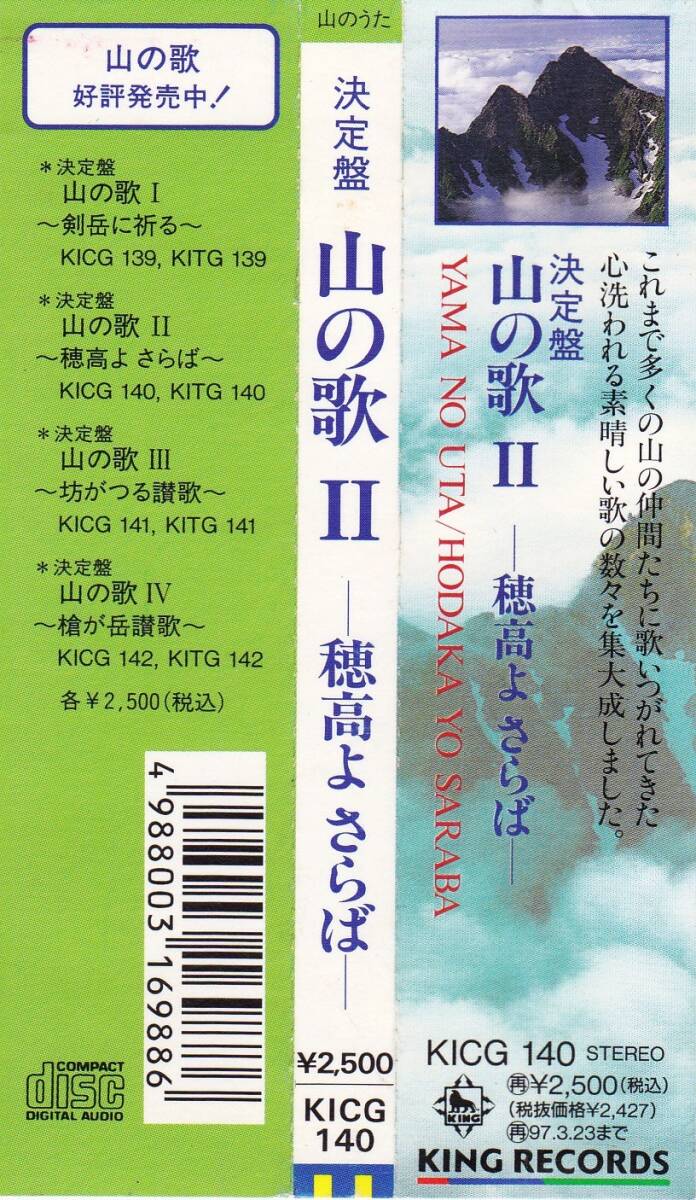 山の歌
好評発売中!
*決定盤
山の歌 I
〜剣岳に祈る〜
KICG 139, KITG 139
*決定盤
山の歌 II
〜穂高よ さらば〜
KICG 140, KITG 140
*決定盤
山の歌 III
〜坊がつる讃歌〜
KICG 141, KITG 141
*決定盤
山の歌 IV
〜槍が岳讃歌〜
KICG 142, KITG 142
各¥2,500(税込)
4 988003 169886
COMPACT
disc
DIGITAL AUDIO
山のうた
決定盤
山の歌 II
―穂高よ さらば―
¥2,500
KICG
140
これまで多くの山の仲間たちに歌いつがれてきた
心洗われる素晴しい歌の数々を集大成しました。
決定盤
山の歌 II ―穂高よ さらば―
YAMA NO UTA/HODAKA YO SARABA
KICG 140 STEREO
KING
再¥2,500(税込)
(税抜価格¥2,427)
再97.3.23まで
KING RECORDS